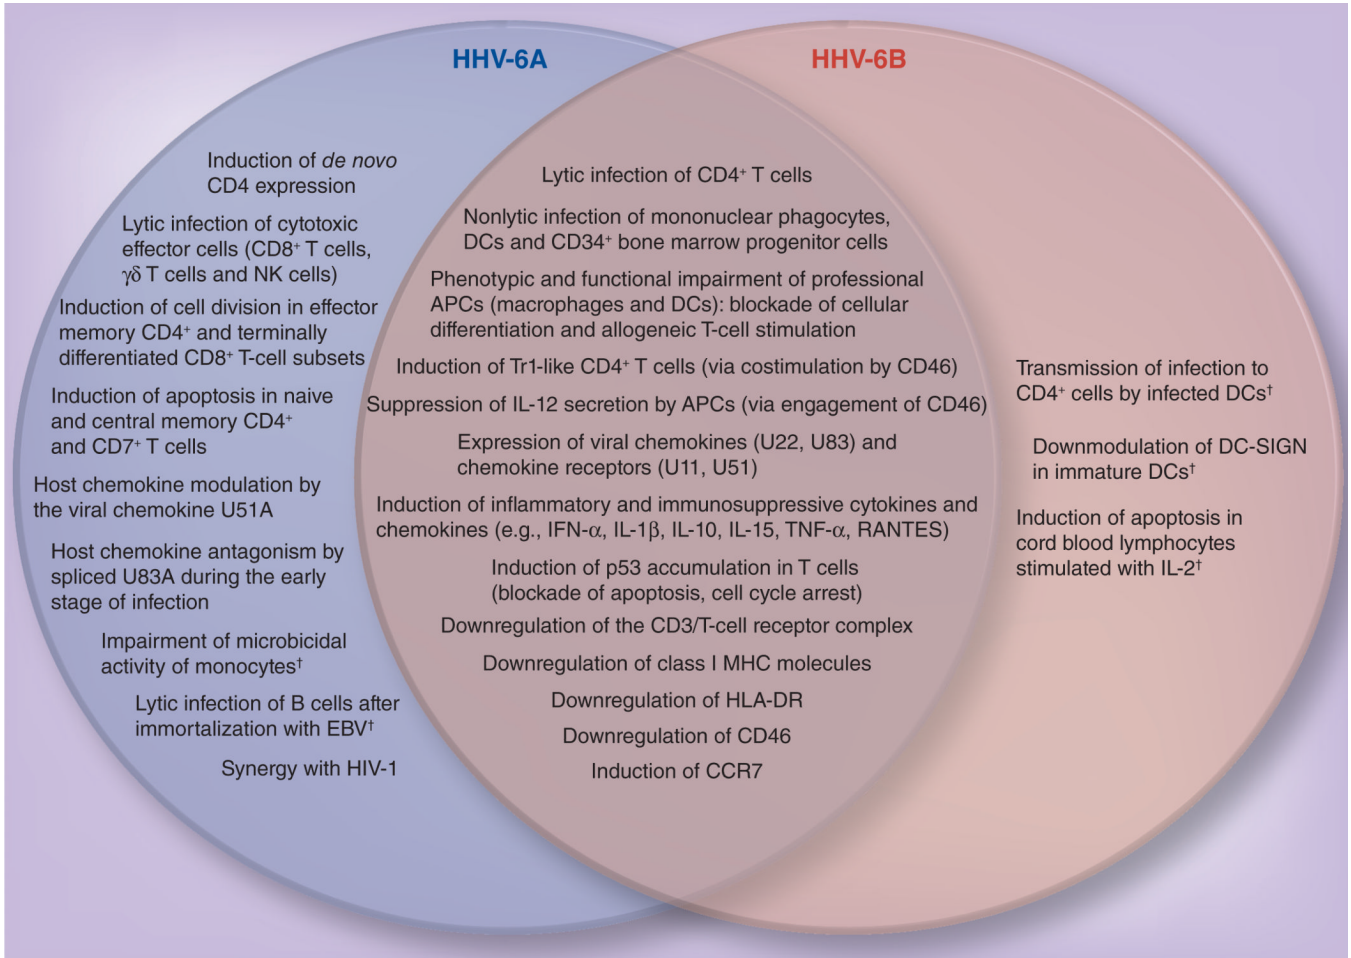 HHV-6A
HHV-6B
Induction of de novo
CD4 expression
Lytic infection of cytotoxic
effector cells (CD8⁺ T cells,
γδ T cells and NK cells)
Induction of cell division in effector
memory CD4⁺ and terminally
differentiated CD8⁺ T-cell subsets
Induction of apoptosis in naive
and central memory CD4⁺
and CD7⁺ T cells
Host chemokine modulation by
the viral chemokine U51A
Host chemokine antagonism by
spliced U83A during the early
stage of infection
Impairment of microbicidal
activity of monocytes†
Lytic infection of B cells after
immortalization with EBV†
Synergy with HIV-1
Lytic infection of CD4⁺ T cells
Nonlytic infection of mononuclear phagocytes,
DCs and CD34⁺ bone marrow progenitor cells
Phenotypic and functional impairment of professional
APCs (macrophages and DCs): blockade of cellular
differentiation and allogeneic T-cell stimulation
Induction of Tr1-like CD4⁺ T cells (via costimulation by CD46)
Suppression of IL-12 secretion by APCs (via engagement of CD46)
Expression of viral chemokines (U22, U83) and
chemokine receptors (U11, U51)
Induction of inflammatory and immunosuppressive cytokines and
chemokines (e.g., IFN-α, IL-1β, IL-10, IL-15, TNF-α, RANTES)
Induction of p53 accumulation in T cells
(blockade of apoptosis, cell cycle arrest)
Downregulation of the CD3/T-cell receptor complex
Downregulation of class I MHC molecules
Downregulation of HLA-DR
Downregulation of CD46
Induction of CCR7
Transmission of infection to
CD4⁺ cells by infected DCs†
Downmodulation of DC-SIGN
in immature DCs†
Induction of apoptosis in
cord blood lymphocytes
stimulated with IL-2†